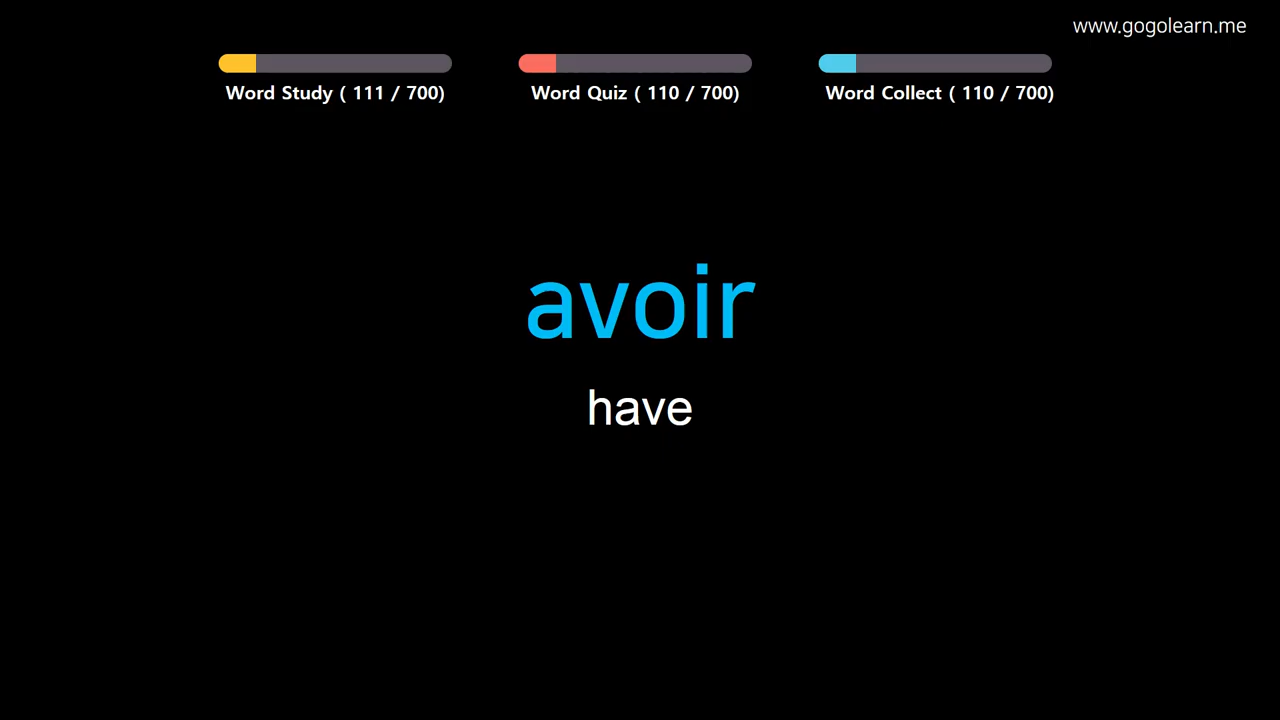 www.gogolearn.me
Word Study ( 111 / 700)
Word Quiz ( 110 / 700)
Word Collect ( 110 / 700)
avoir
have